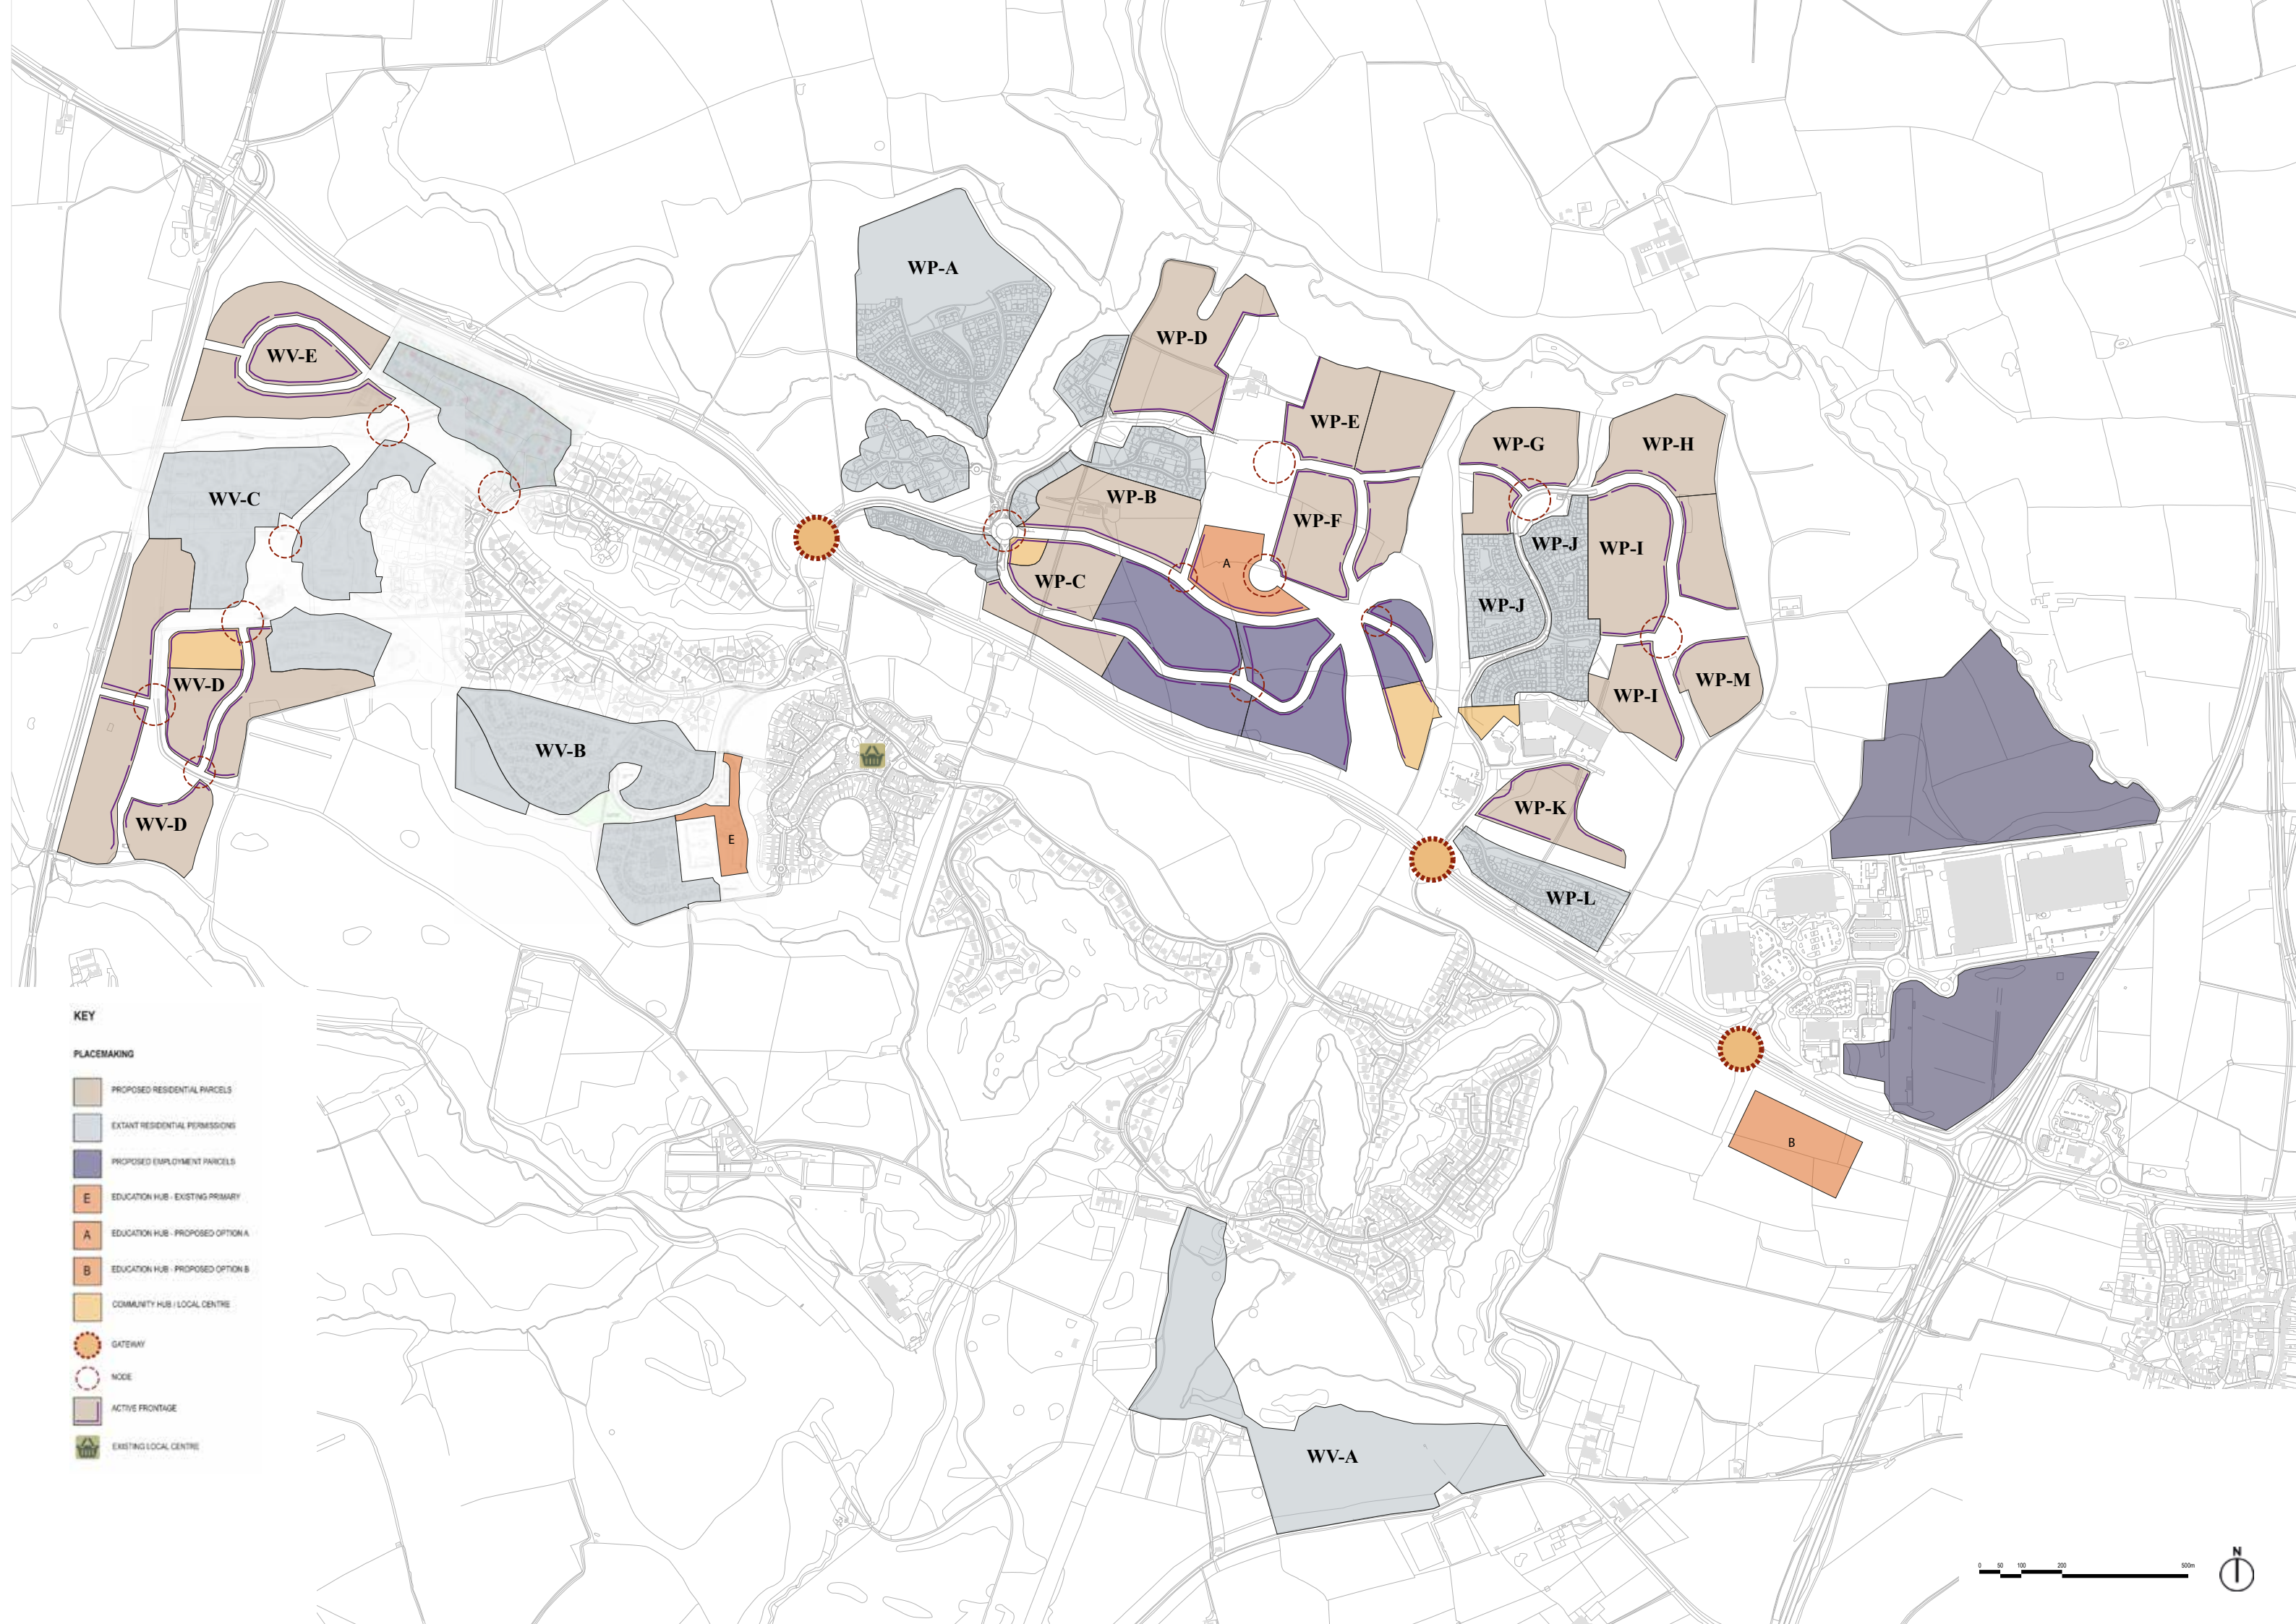 WP-A
WP-D
WV-E
WP-E
WP-G
WP-H
WV-C
WP-B
WP-F
WP-J
WP-I
A
WP-C
WP-J
WV-D
WP-I
WP-M
WV-B
WP-K
WV-D
E
WP-L
KEY
PLACEMAKING
PROPOSED RESIDENTIAL PARCELS
EXTANT RESIDENTIAL PERMISSIONS
PROPOSED EMPLOYMENT PARCELS
E EDUCATION HUB - EXISTING PRIMARY
A EDUCATION HUB - PROPOSED OPTION A
B EDUCATION HUB - PROPOSED OPTION B
COMMUNITY HUB / LOCAL CENTRE
GATEWAY
NODE
ACTIVE FRONTAGE
EXISTING LOCAL CENTRE
B
WV-A
N
0 50 100 200 500m